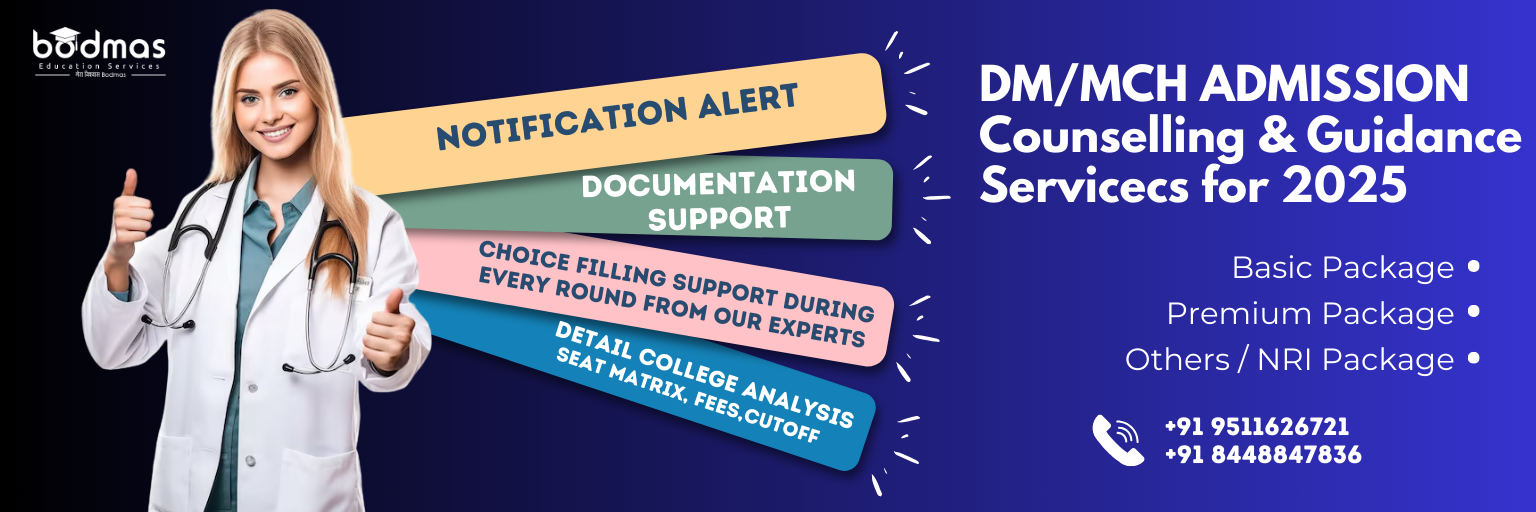 bodmas
Education Services
मेरा विश्वास Bodmas
NOTIFICATION ALERT
DOCUMENTATION
SUPPORT
CHOICE FILLING SUPPORT DURING
EVERY ROUND FROM OUR EXPERTS
DETAIL COLLEGE ANALYSIS
SEAT MATRIX, FEES,CUTOFF
DM/MCH ADMISSION
Counselling & Guidance
Servicecs for 2025
Basic Package •
Premium Package •
Others / NRI Package •
+91 9511626721
+91 8448847836